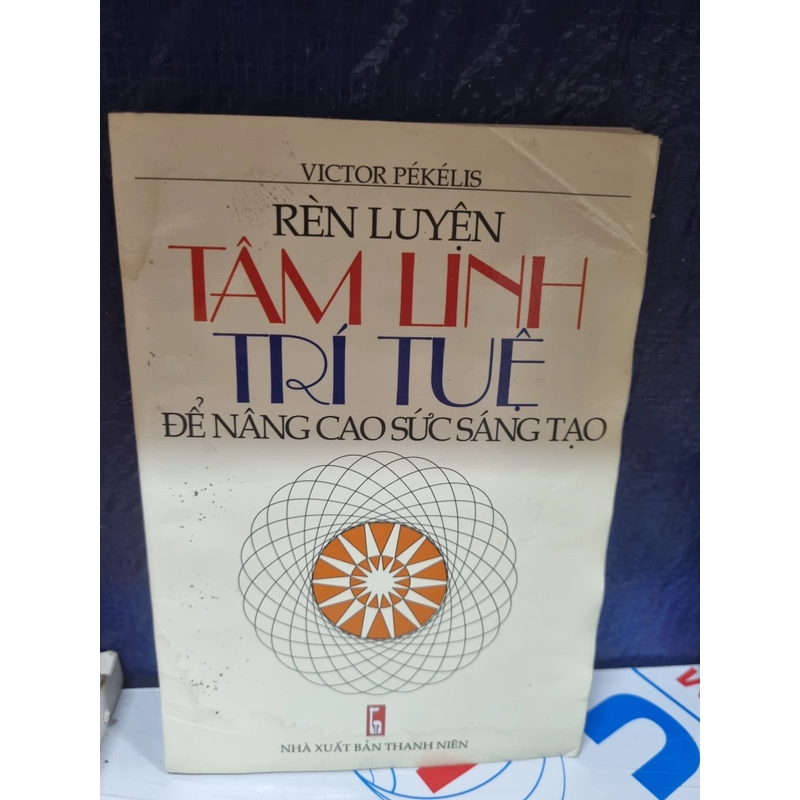 VICTOR PÉKÉLIS
RÈN LUYỆN
TÂM LINH
TRÍ TUỆ
ĐỂ NÂNG CAO SỨC SÁNG TẠO
NHÀ XUẤT BẢN THANH NIÊN